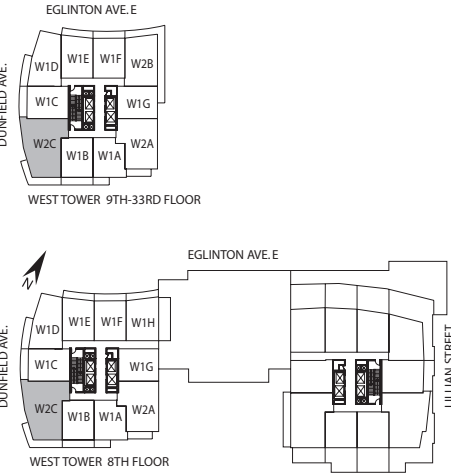 EGLINTON AVE. E
DUNFIELD AVE.
W1D
W1E
W1F
W2B
W1C
W1G
W2C
W1B
W1A
W2A
WEST TOWER 9TH-33RD FLOOR
N
EGLINTON AVE. E
DUNFIELD AVE.
LILLIAN STREET
W1D
W1E
W1F
W1H
W1C
W1G
W2C
W1B
W1A
W2A
WEST TOWER 8TH FLOOR